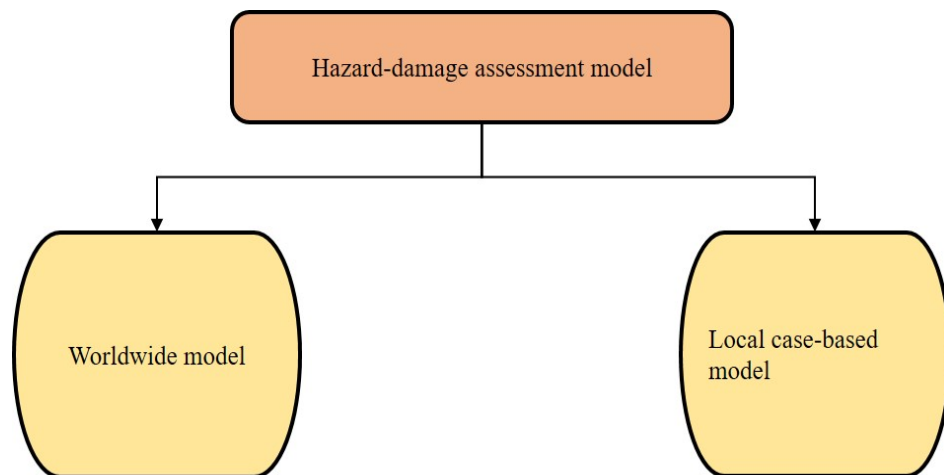 Hazard-damage assessment model
Worldwide model
Local case-based
model